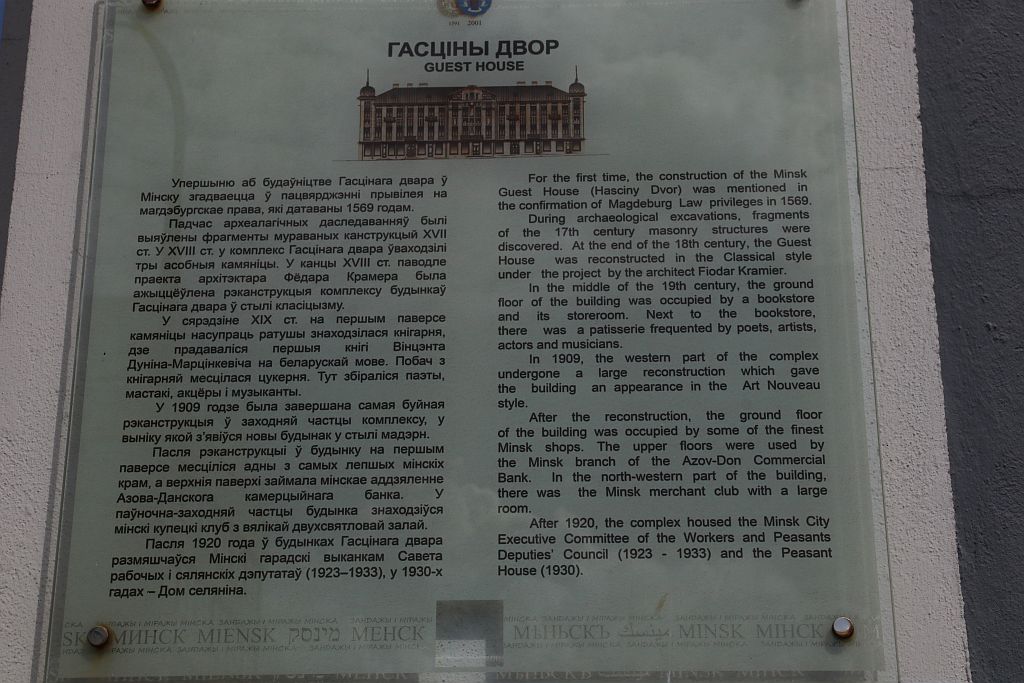 1591 2001
ГАСЦІНЫ ДВОР
GUEST HOUSE
Упершыню аб будаўніцтве Гасцінага двара ў
Мінску згадваецца ў пацвярджэнні прывілея на
магдэбургскае права, які датаваны 1569 годам.
Падчас археалагічных даследаванняў былі
выяўлены фрагменты мураваных канструкцый XVII
ст. У XVIII ст. у комплекс Гасцінага двара ўваходзілі
тры асобныя камяніцы. У канцы XVIII ст. паводле
праекта архітэктара Фёдара Крамера была
ажыццёўлена рэканструкцыя комплексу будынкаў
Гасцінага двара ў стылі класіцызму.
У сярэдзіне XIX ст. на першым паверсе
камяніцы насупраць ратушы знаходзілася кнігарня,
дзе прадаваліся першыя кнігі Вінцэнта
Дуніна-Марцінкевіча на беларускай мове. Побач з
кнігарняй месцілася цукерня. Тут збіраліся паэты,
мастакі, акцёры і музыканты.
У 1909 годзе была завершана самая буйная
рэканструкцыя ў заходняй частцы комплексу, у
выніку якой з'явіўся новы будынак у стылі мадэрн.
Пасля рэканструкцыі ў будынку на першым
паверсе месціліся адны з самых лепшых мінскіх
крам, а верхнія паверхі займала мінскае аддзяленне
Азова-Данскога камерцыйнага банка. У
паўночна-заходняй частцы будынка знаходзіўся
мінскі купецкі клуб з вялікай двухсвятловай залай.
Пасля 1920 года ў будынках Гасцінага двара
размяшчаўся Мінскі гарадскі выканкам Савета
рабочых і сялянскіх дэпутатаў (1923–1933), у 1930-х
гадах – Дом селяніна.
For the first time, the construction of the Minsk
Guest House (Hasciny Dvor) was mentioned in
the confirmation of Magdeburg Law privileges in 1569.
During archaeological excavations, fragments
of the 17th century masonry structures were
discovered. At the end of the 18th century, the Guest
House was reconstructed in the Classical style
under the project by the architect Fiodar Kramier.
In the middle of the 19th century, the ground
floor of the building was occupied by a bookstore
and its storeroom. Next to the bookstore,
there was a patisserie frequented by poets, artists,
actors and musicians.
In 1909, the western part of the complex
undergone a large reconstruction which gave
the building an appearance in the Art Nouveau
style.
After the reconstruction, the ground floor
of the building was occupied by some of the finest
Minsk shops. The upper floors were used by
the Minsk branch of the Azov-Don Commercial
Bank. In the north-western part of the building,
there was the Minsk merchant club with a large
room.
After 1920, the complex housed the Minsk City
Executive Committee of the Workers and Peasants
Deputies' Council (1923 - 1933) and the Peasant
House (1930).
МИНСК MIENSK מינסק МЕНСК
МѢНЬСКЪ MINSK МІНСК